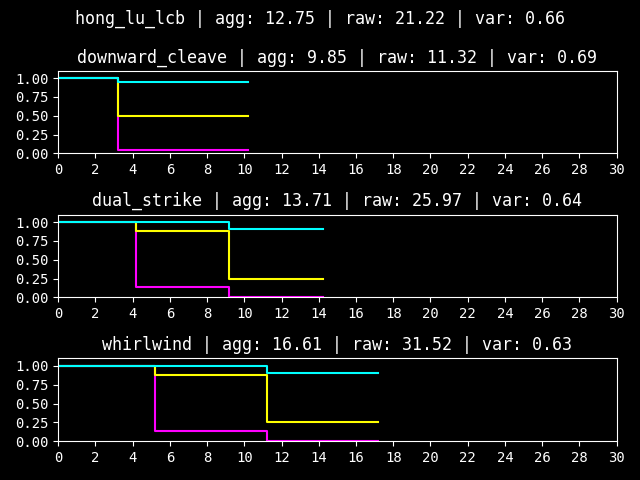 hong_lu_lcb | agg: 12.75 | raw: 21.22 | var: 0.66
downward_cleave | agg: 9.85 | raw: 11.32 | var: 0.69
1.00
0.75
0.50
0.25
0.00
0 2 4 6 8 10 12 14 16 18 20 22 24 26 28 30
dual_strike | agg: 13.71 | raw: 25.97 | var: 0.64
1.00
0.75
0.50
0.25
0.00
0 2 4 6 8 10 12 14 16 18 20 22 24 26 28 30
whirlwind | agg: 16.61 | raw: 31.52 | var: 0.63
1.00
0.75
0.50
0.25
0.00
0 2 4 6 8 10 12 14 16 18 20 22 24 26 28 30